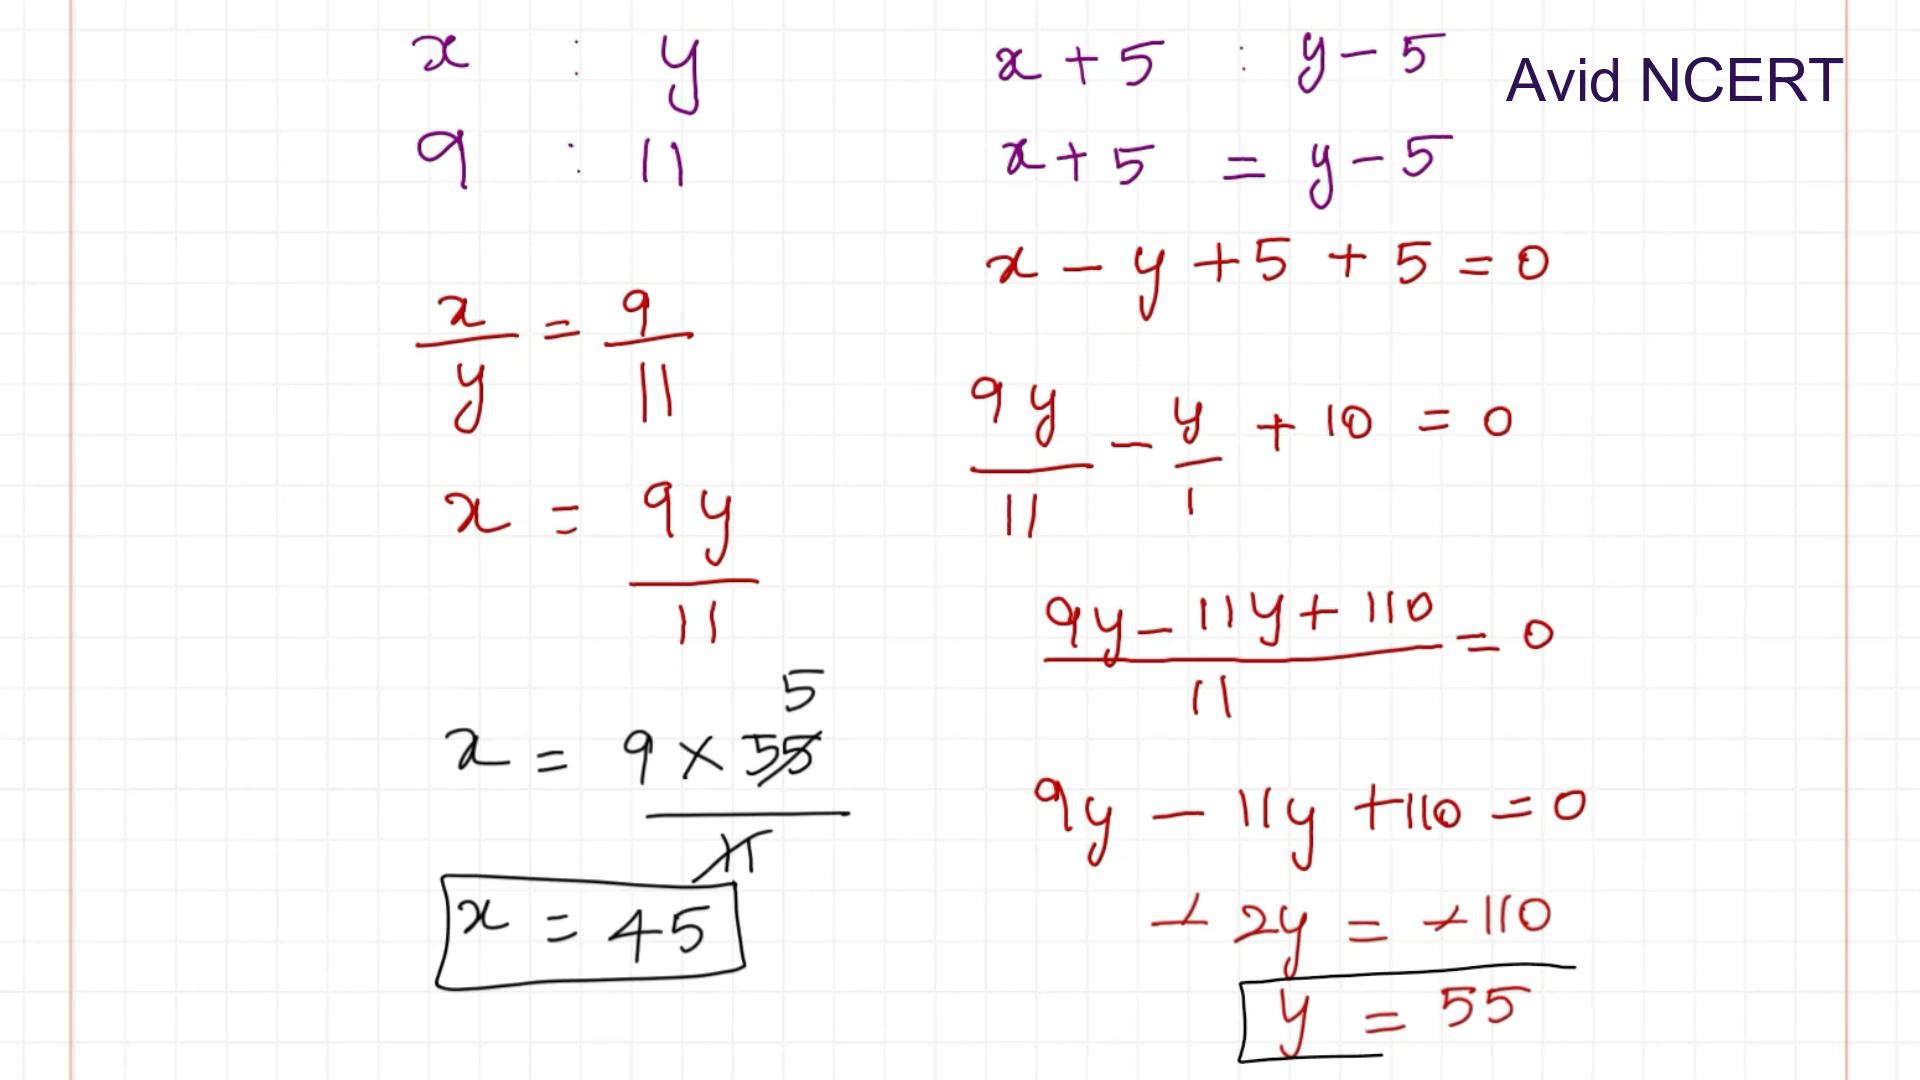 x : y
9 : 11
x/y = 9/11
x = 9y/11
5
x = 9 × 55/11
x = 45
x + 5 : y - 5
x + 5 = y - 5
x - y + 5 + 5 = 0
9y/11 - y/1 + 10 = 0
9y - 11y + 110/11 = 0
9y - 11y + 110 = 0
- 2y = - 110
y = 55
Avid NCERT